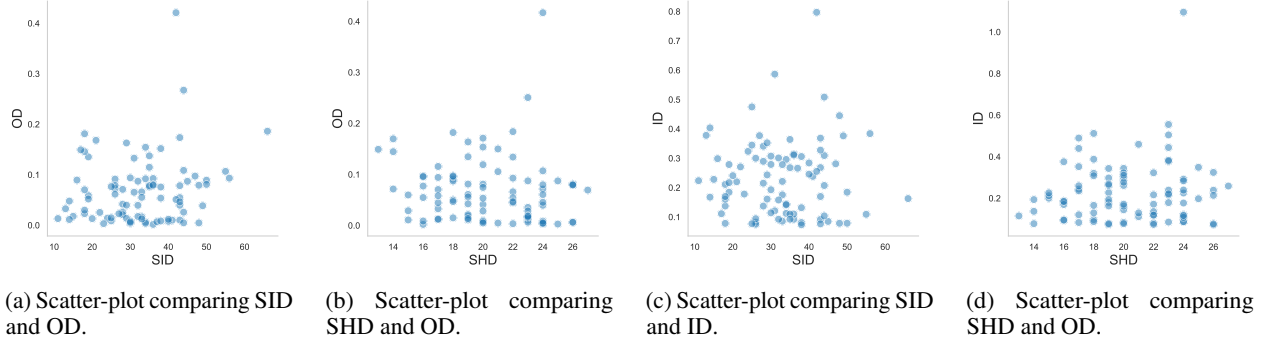 0.4
0.3
0.2
0.1
0.0
OD
10 20 30 40 50 60
SID
0.4
0.3
0.2
0.1
0.0
OD
14 16 18 20 22 24 26
SHD
0.8
0.7
0.6
0.5
0.4
0.3
0.2
0.1
ID
10 20 30 40 50 60
SID
1.0
0.8
0.6
0.4
0.2
ID
14 16 18 20 22 24 26
SHD
(a) Scatter-plot comparing SID
and OD.
(b) Scatter-plot comparing
SHD and OD.
(c) Scatter-plot comparing SID
and ID.
(d) Scatter-plot comparing
SHD and OD.